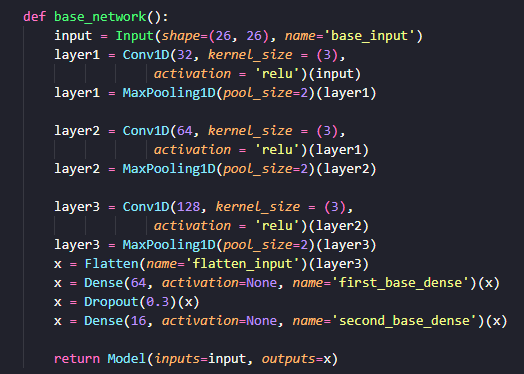 def base_network():
    input = Input(shape=(26, 26), name='base_input')
    layer1 = Conv1D(32, kernel_size = (3),
                activation = 'relu')(input)
    layer1 = MaxPooling1D(pool_size=2)(layer1)

    layer2 = Conv1D(64, kernel_size = (3),
                activation = 'relu')(layer1)
    layer2 = MaxPooling1D(pool_size=2)(layer2)

    layer3 = Conv1D(128, kernel_size = (3),
                activation = 'relu')(layer2)
    layer3 = MaxPooling1D(pool_size=2)(layer3)
    x = Flatten(name='flatten_input')(layer3)
    x = Dense(64, activation=None, name='first_base_dense')(x)
    x = Dropout(0.3)(x)
    x = Dense(16, activation=None, name='second_base_dense')(x)

    return Model(inputs=input, outputs=x)